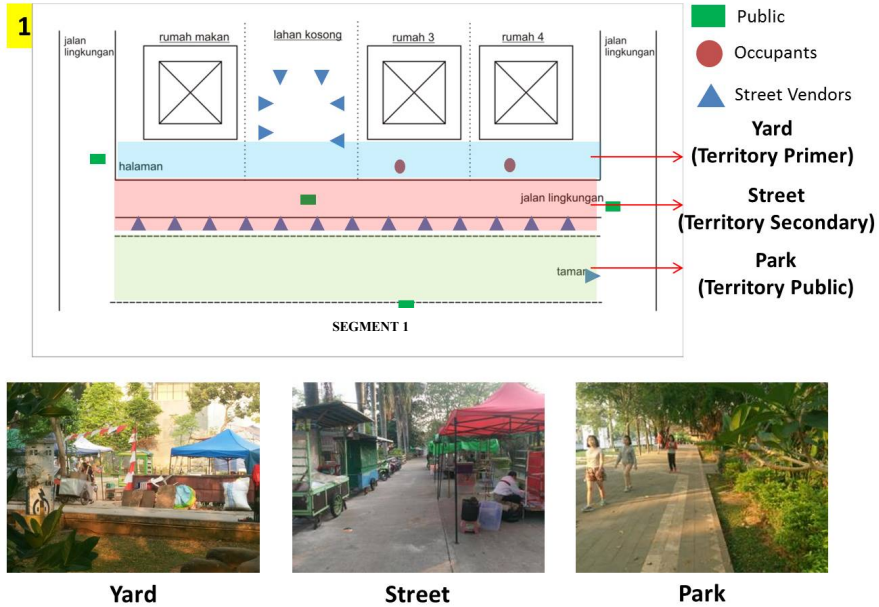 1
jalan
lingkungan
rumah makan
lahan kosong
rumah 3
rumah 4
jalan
lingkungan
Public
Occupants
Street Vendors
halaman
Yard
(Territory Primer)
jalan lingkungan
Street
(Territory Secondary)
taman
Park
(Territory Public)
SEGMENT 1
Yard
Street
Park